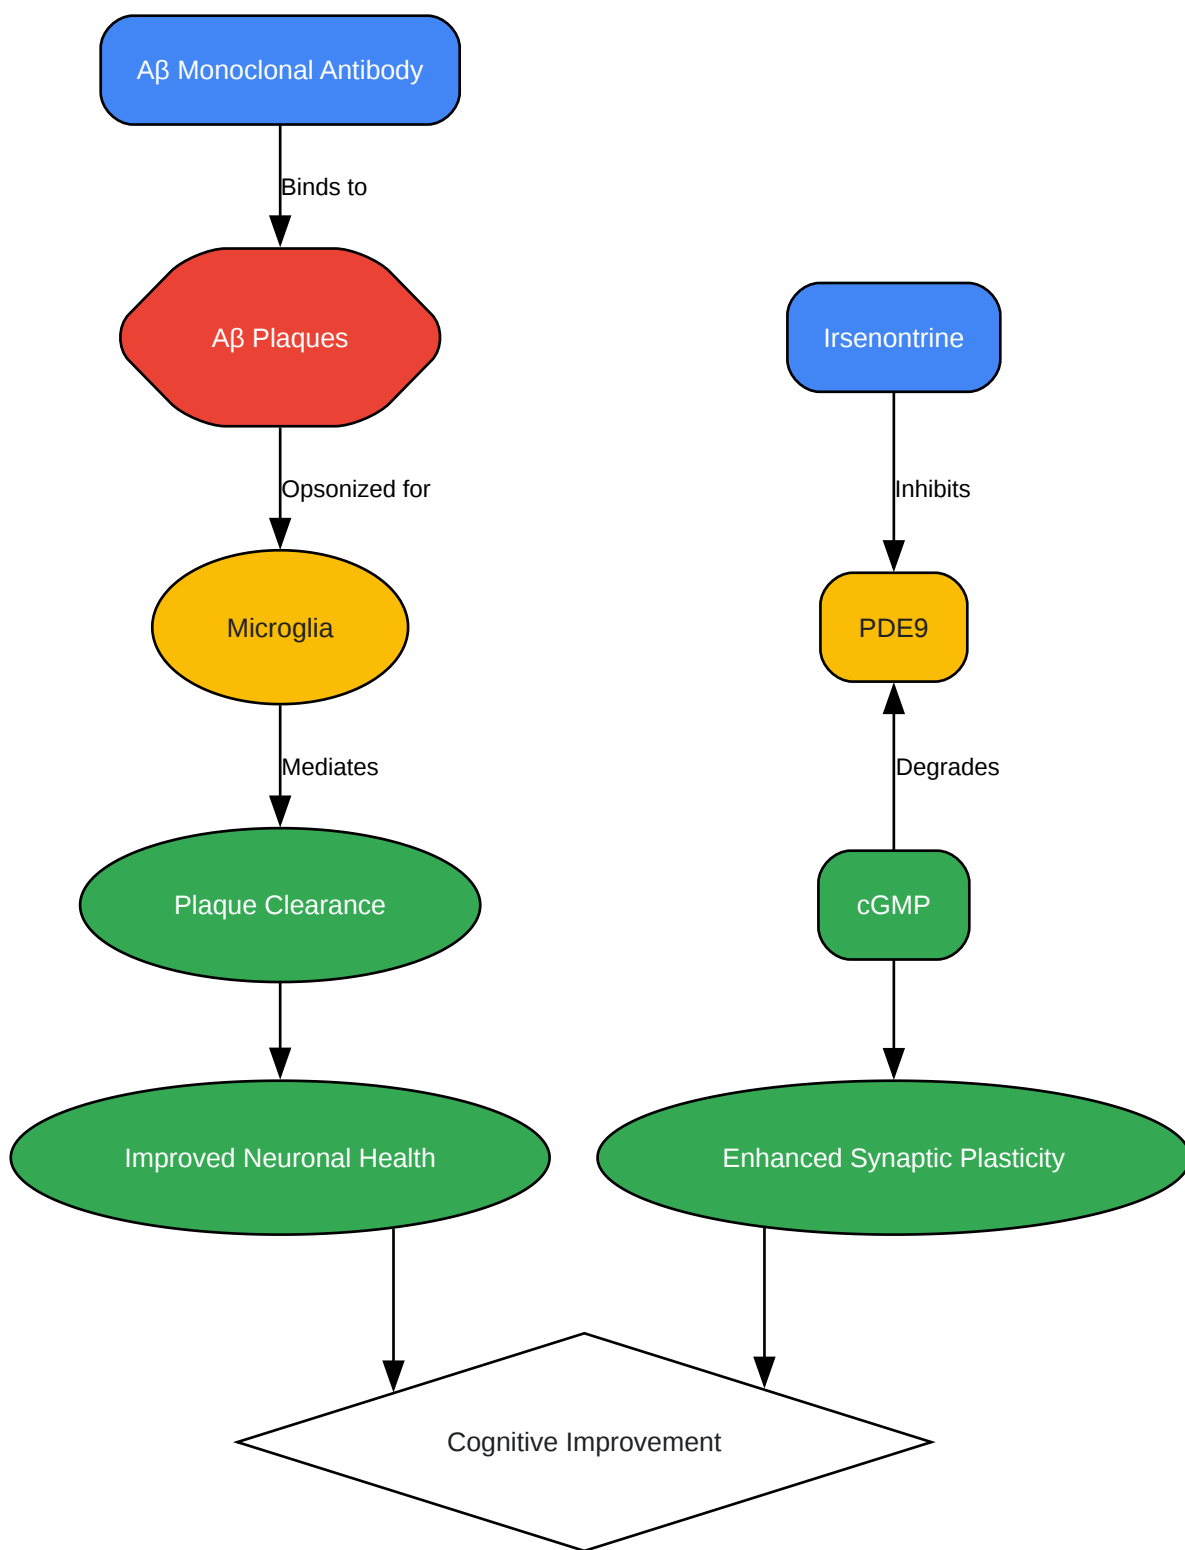 Aβ Monoclonal Antibody
Binds to
Aβ Plaques
Opsonized for
Microglia
Mediates
Plaque Clearance
Improved Neuronal Health
Irsenontrine
Inhibits
PDE9
Degrades
cGMP
Enhanced Synaptic Plasticity
Cognitive Improvement